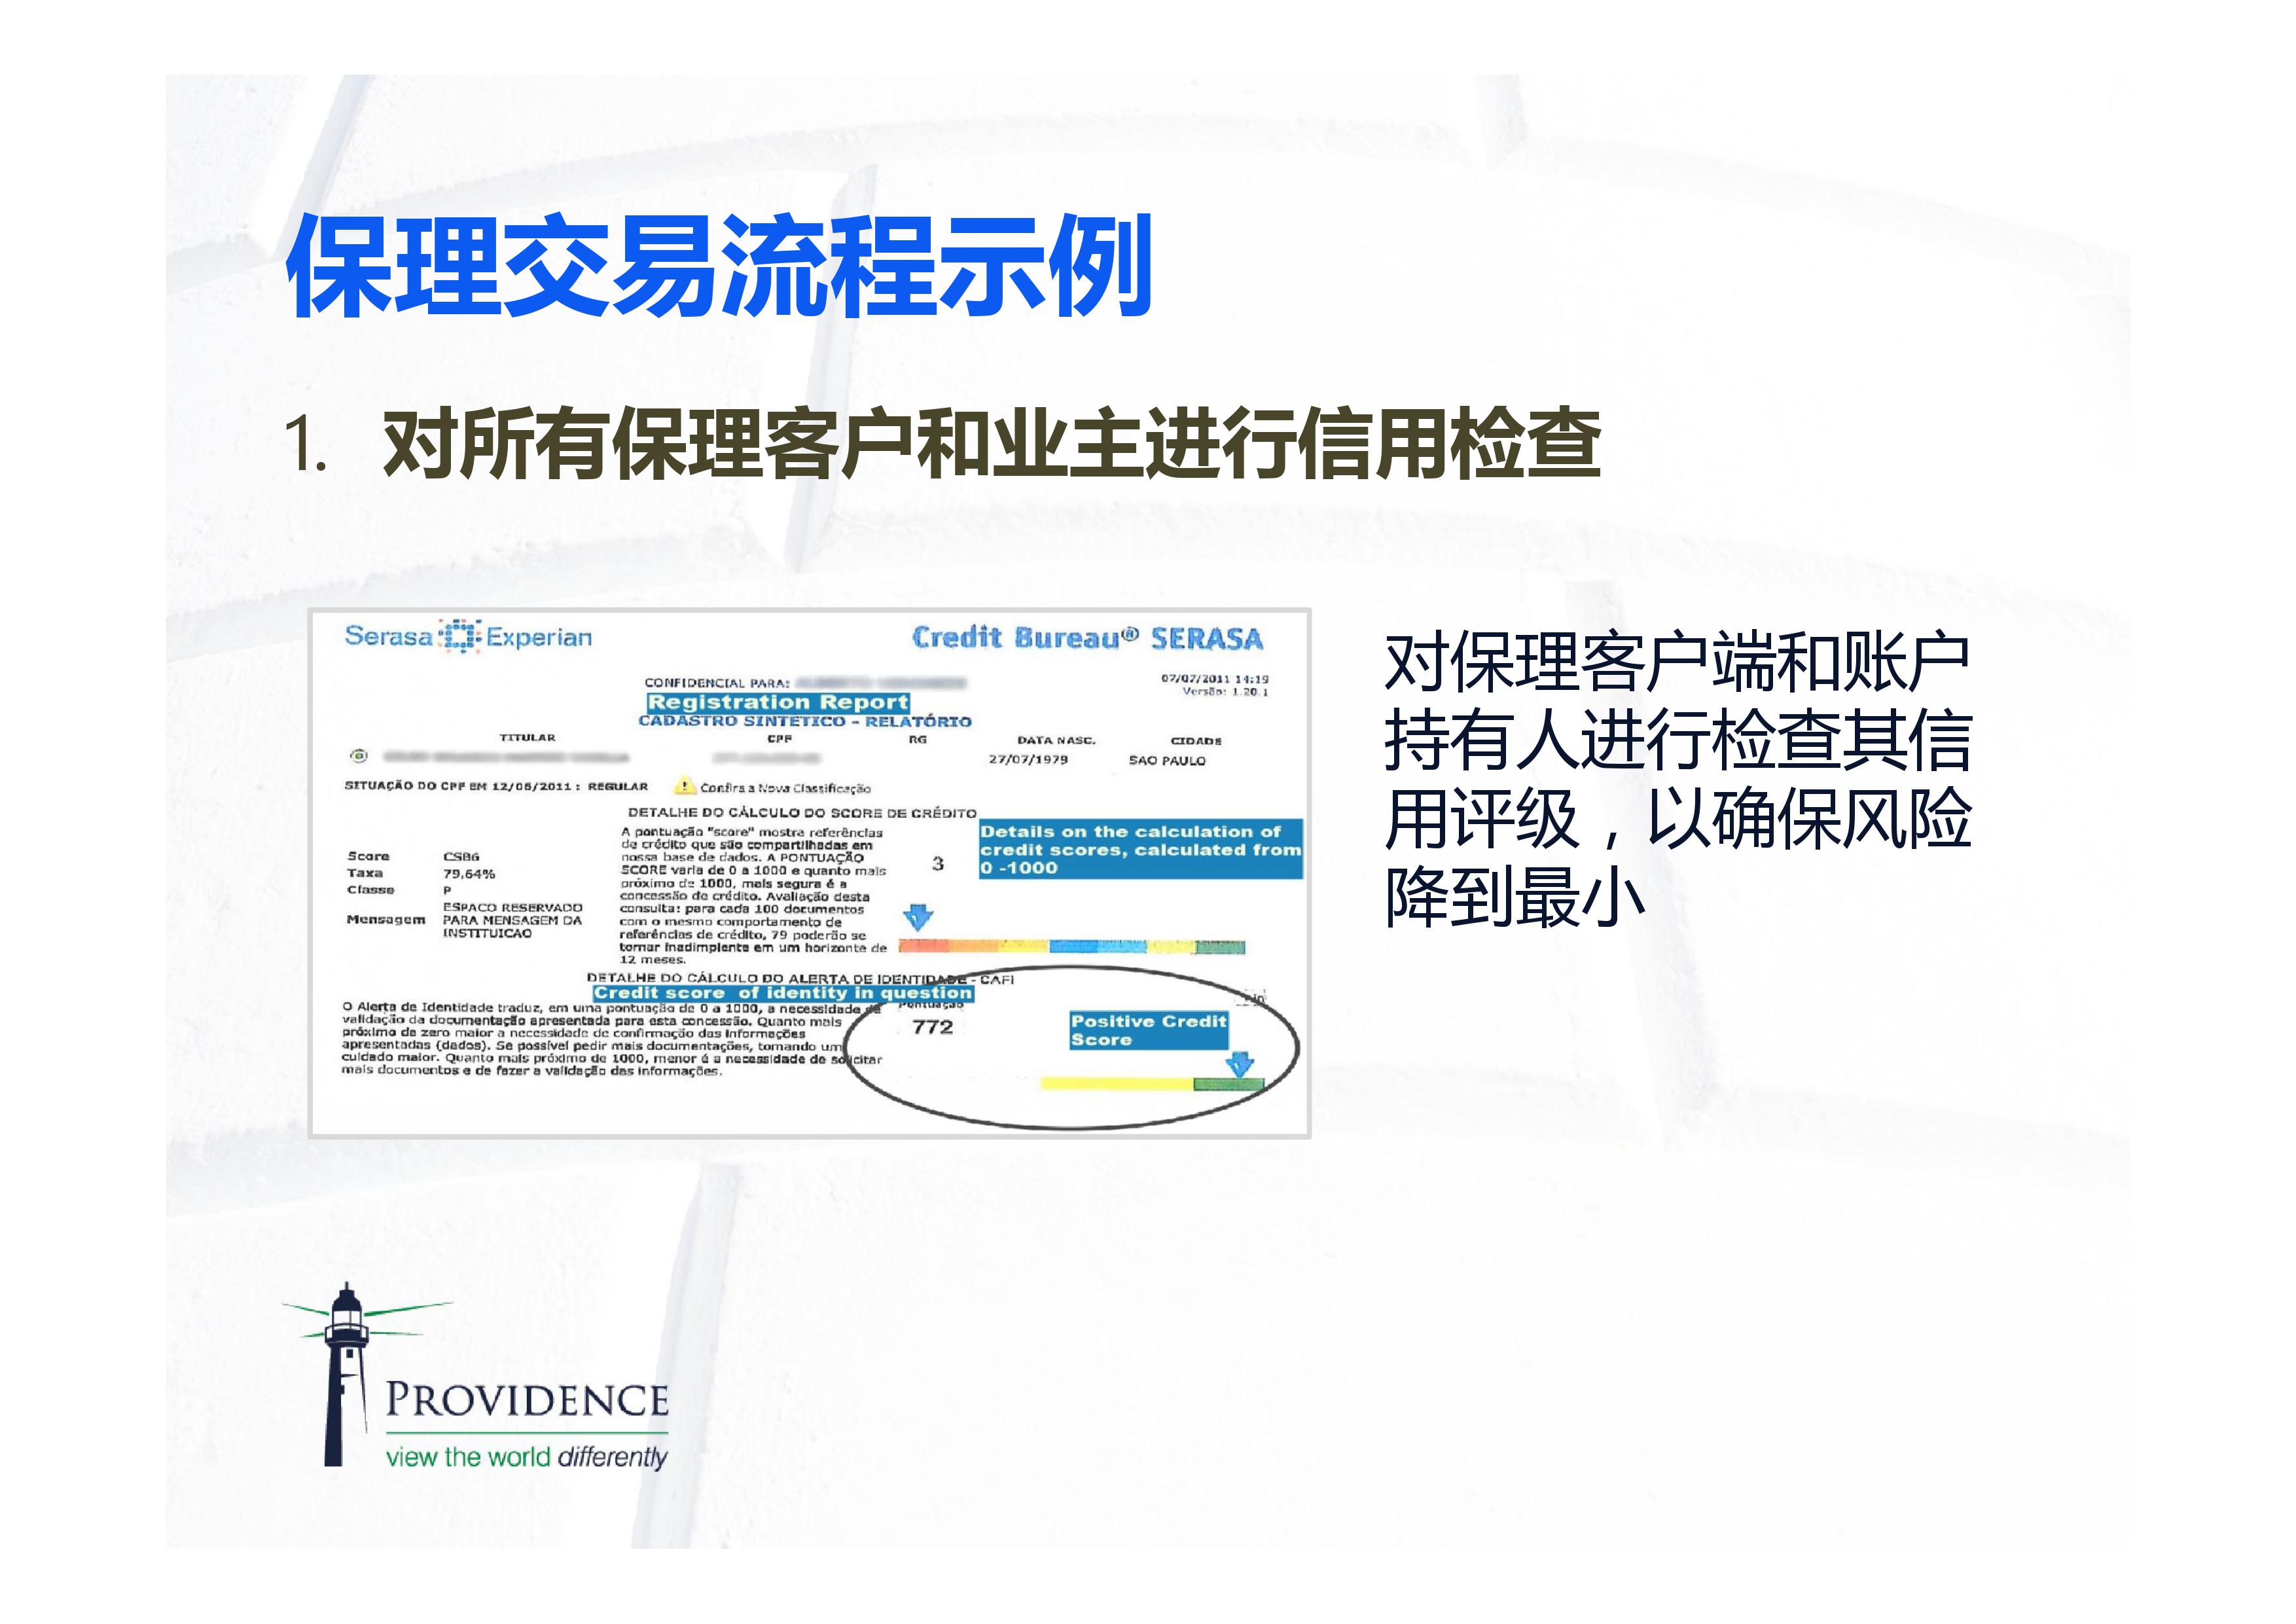 保理交易流程示例
1. 对所有保理客户和业主进行信用检查
Serasa Experian
Credit Bureau® SERASA
CONFIDENCIAL PARA:
07/07/2011 14:19
Versão: 1.20.1
Registration Report
CADASTRO SINTÉTICO - RELATÓRIO
TITULAR CPF RG DATA NASC. CIDADE
27/07/1979 SAO PAULO
SITUAÇÃO DO CPF EM 12/06/2011 : REGULAR
Confira a Nova Classificação
DETALHE DO CÁLCULO DO SCORE DE CRÉDITO
Score CSB6
Taxa 79,64%
Classe P
Mensagem ESPACO RESERVADO
PARA MENSAGEM DA
INSTITUICAO
A pontuação "score" mostra referências
de crédito que são compartilhadas em
nossa base de dados. A PONTUAÇÃO
SCORE varia de 0 a 1000 e quanto mais
próximo de 1000, mais segura é a
concessão de crédito. Avaliação desta
consulta: para cada 100 documentos
com o mesmo comportamento de
referências de crédito, 79 poderão se
tornar inadimplente em um horizonte de
12 meses.
3
Details on the calculation of
credit scores, calculated from
0 -1000
DETALHE DO CÁLCULO DO ALERTA DE IDENTIDADE - CAFI
Credit score of identity in question
O Alerta de Identidade traduz, em uma pontuação de 0 a 1000, a necessidade de
validação da documentação apresentada para esta concessão. Quanto mais
próximo de zero maior a necessidade de confirmação das informações
apresentadas (dados). Se possível pedir mais documentações, tomando um
cuidado maior. Quanto mais próximo de 1000, menor é a necessidade de solicitar
mais documentos e de fazer a validação das informações.
Pontuação
772
Positive Credit
Score
对保理客户端和账户
持有人进行检查其信
用评级，以确保风险
降到最小
PROVIDENCE
view the world differently